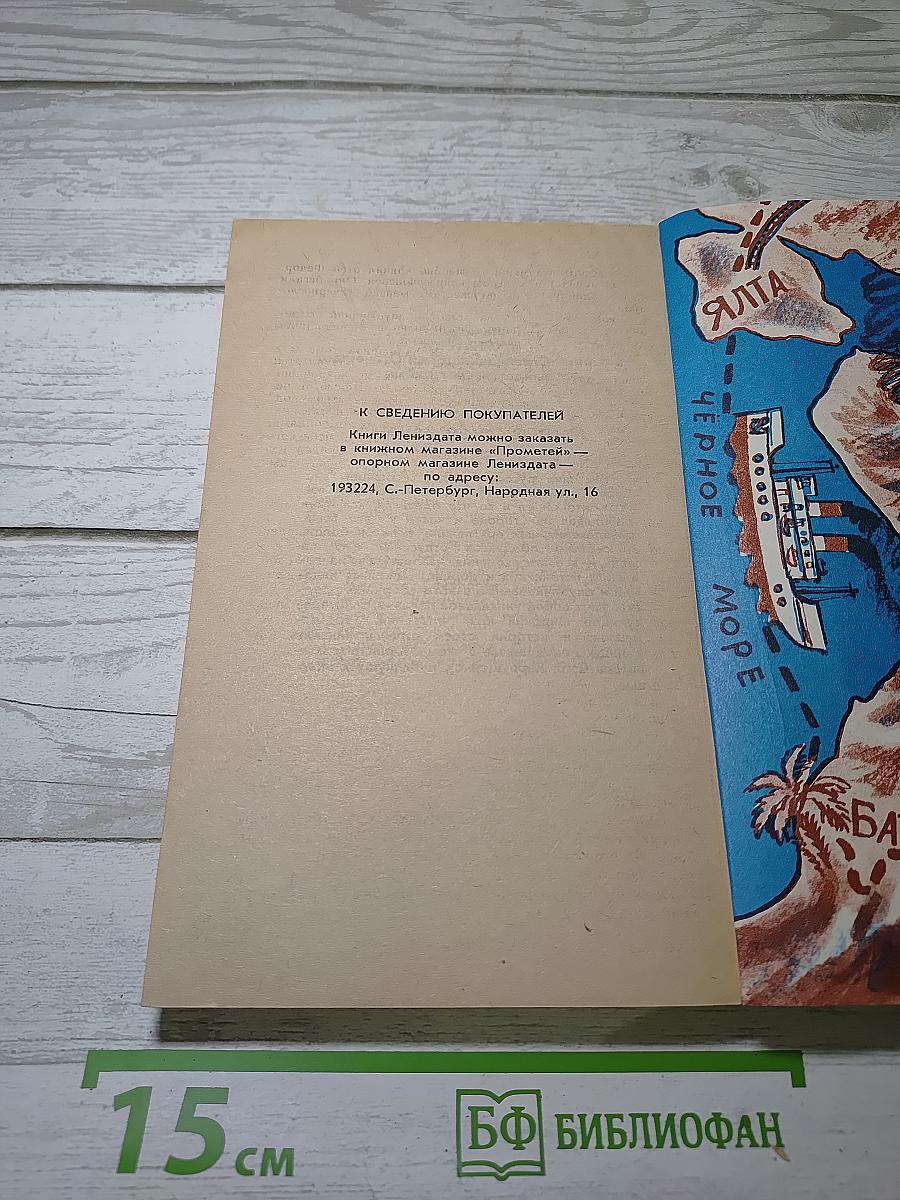 К СВЕДЕНИЮ ПОКУПАТЕЛЕЙ
Книги Лениздата можно заказать
в книжном магазине «Прометей» —
опорном магазине Лениздата —
по адресу:
193224, С.-Петербург, Народная ул., 16
ЯЛТА
ЧЁРНОЕ
МОРЕ
БАТ
15 см
БФ БИБЛИОФАН